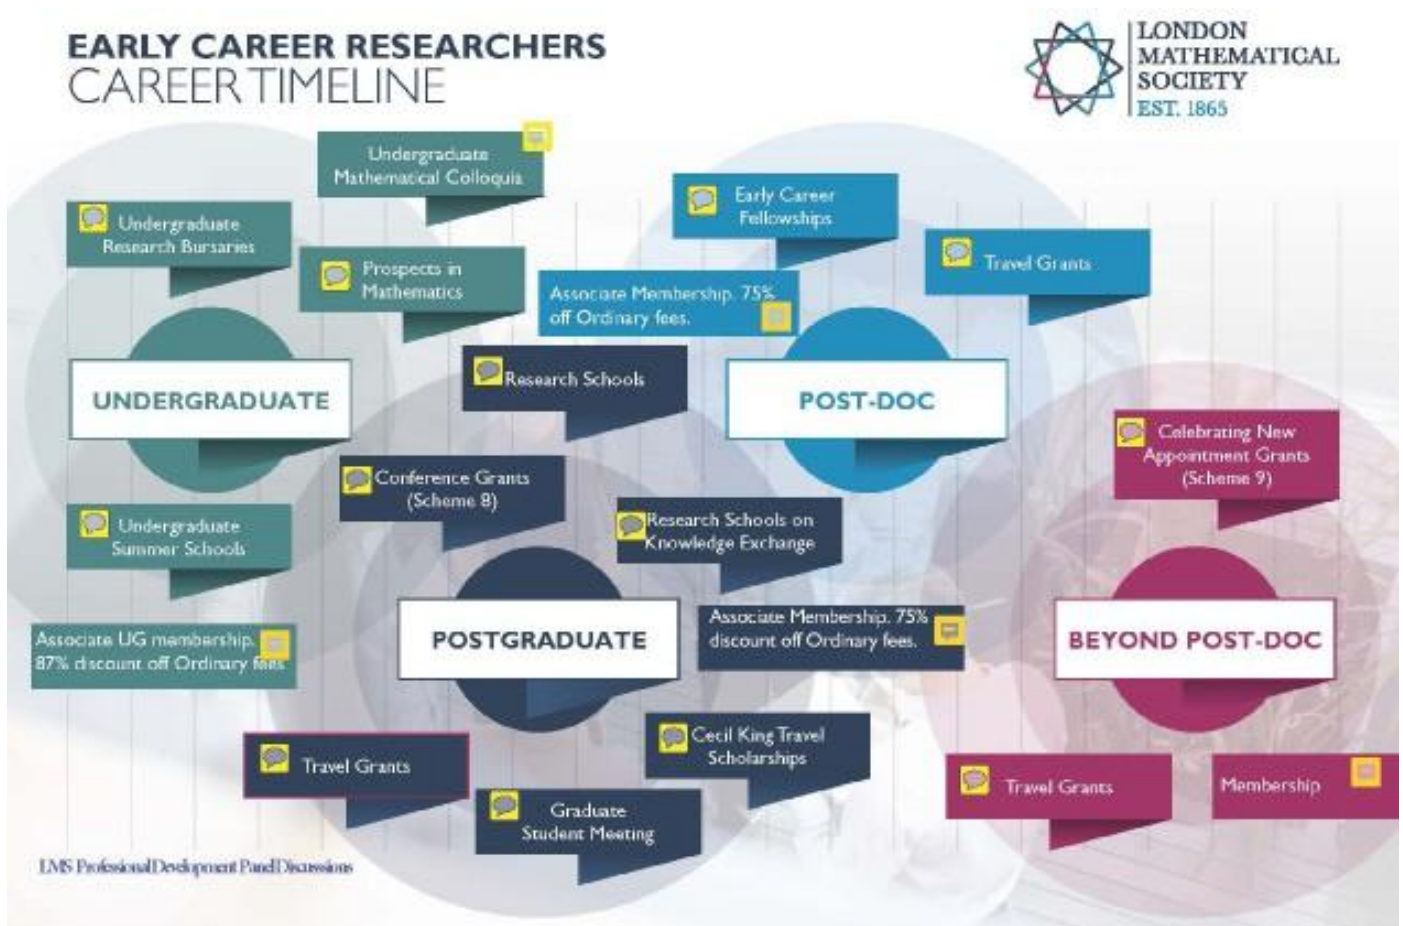 EARLY CAREER RESEARCHERS
CAREER TIMELINE
LONDON
MATHEMATICAL
SOCIETY
EST. 1865
Undergraduate
Mathematical Colloquia
Undergraduate
Research Bursaries
Prospects in
Mathematics
Early Career
Fellowships
Travel Grants
Associate Membership. 75%
off Ordinary fees.
Research Schools
UNDERGRADUATE
POST-DOC
Celebrating New
Appointment Grants
(Scheme 9)
Conference Grants
(Scheme 8)
Undergraduate
Summer Schools
Research Schools on
Knowledge Exchange
Associate UG membership.
87% discount off Ordinary fees
POSTGRADUATE
Associate Membership. 75%
discount off Ordinary fees.
BEYOND POST-DOC
Travel Grants
Cecil King Travel
Scholarships
Graduate
Student Meeting
Travel Grants
Membership
LMS Professional Development Panel Discussions